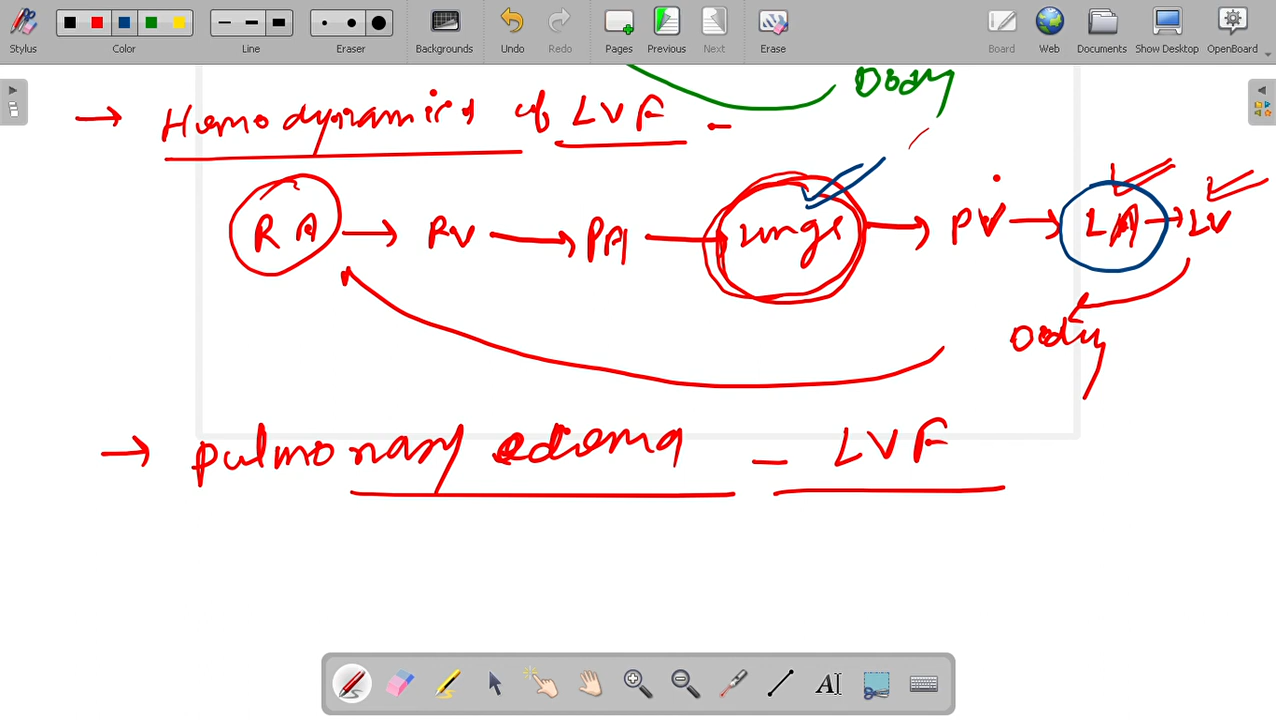 Stylus Color Line Eraser Backgrounds Undo Redo Pages Previous Next Erase Board Web Documents Show Desktop OpenBoard
Body
→ Hemodynamics of LVF -
RA → RV → PA → Lungs → PV → LA → LV
Body
→ pulmonary edema - LVF
AI